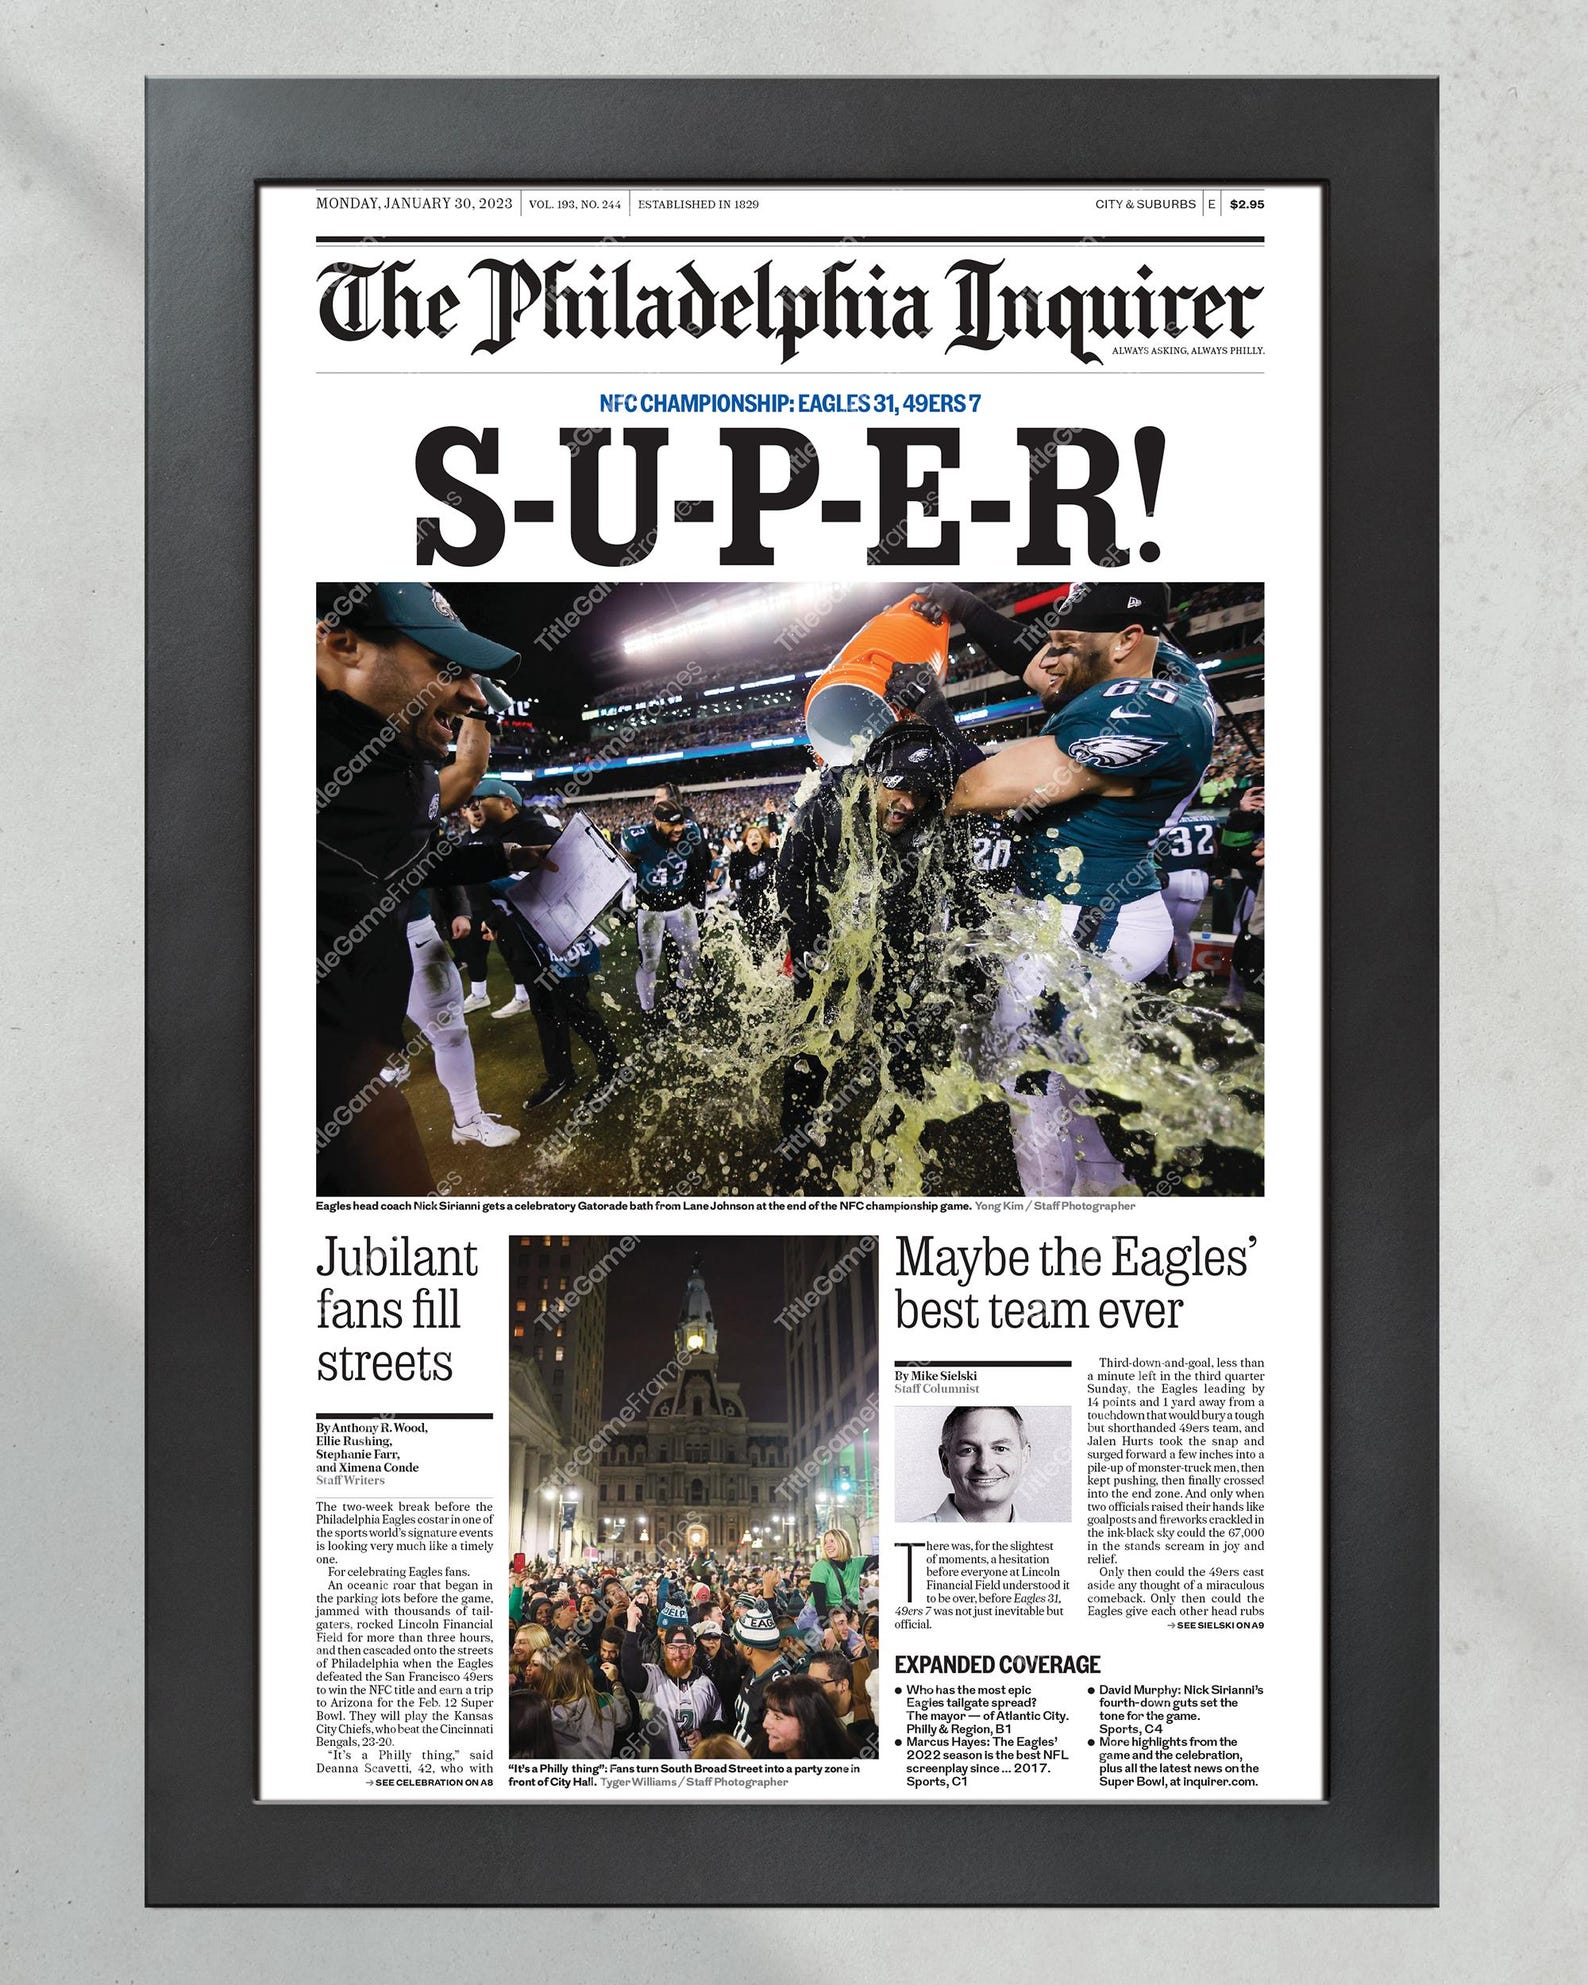 MONDAY, JANUARY 30, 2023
VOL. 193, NO. 244
ESTABLISHED IN 1829
CITY & SUBURBS
E
$2.95
The Philadelphia Inquirer
ALWAYS ASKING. ALWAYS PHILLY.
NFC CHAMPIONSHIP: EAGLES 31, 49ERS 7
S-U-P-E-R!
65
43
20
32
TitleGameFrames
Eagles head coach Nick Sirianni gets a celebratory Gatorade bath from Lane Johnson at the end of the NFC championship game. Yong Kim / Staff Photographer
Jubilant
fans fill
streets
By Anthony R. Wood,
Ellie Rushing,
Stephanie Farr,
and Ximena Conde
Staff Writers
The two-week break before the
Philadelphia Eagles costar in one of
the sports world's signature events
is looking very much like a timely
one.
For celebrating Eagles fans.
An oceanic roar that began in
the parking lots before the game,
jammed with thousands of tail-
gaters, rocked Lincoln Financial
Field for more than three hours,
and then cascaded onto the streets
of Philadelphia when the Eagles
defeated the San Francisco 49ers
to win the NFC title and earn a trip
to Arizona for the Feb. 12 Super
Bowl. They will play the Kansas
City Chiefs, who beat the Cincinnati
Bengals, 23-20.
"It's a Philly thing," said
Deanna Scavetti, 42, who with
→ SEE CELEBRATION ON A8
EAG
"It's a Philly thing": Fans turn South Broad Street into a party zone in
front of City Hall. Tyger Williams / Staff Photographer
Maybe the Eagles'
best team ever
By Mike Sielski
Staff Columnist
There was, for the slightest
of moments, a hesitation
before everyone at Lincoln
Financial Field understood it
to be over, before Eagles 31,
49ers 7 was not just inevitable but
official.
Third-down-and-goal, less than
a minute left in the third quarter
Sunday, the Eagles leading by
14 points and 1 yard away from a
touchdown that would bury a tough
but shorthanded 49ers team, and
Jalen Hurts took the snap and
surged forward a few inches into a
pile-up of monster-truck men, then
kept pushing, then finally crossed
into the end zone. And only when
two officials raised their hands like
goalposts and fireworks crackled in
the ink-black sky could the 67,000
in the stands scream in joy and
relief.
Only then could the 49ers cast
aside any thought of a miraculous
comeback. Only then could the
Eagles give each other head rubs
→ SEE SIELSKI ON A9
EXPANDED COVERAGE
● Who has the most epic
Eagles tailgate spread?
The mayor — of Atlantic City.
Philly & Region, B1
● Marcus Hayes: The Eagles'
2022 season is the best NFL
screenplay since ... 2017.
Sports, C1
● David Murphy: Nick Sirianni's
fourth-down guts set the
tone for the game.
Sports, C4
● More highlights from the
game and the celebration,
plus all the latest news on the
Super Bowl, at inquirer.com.